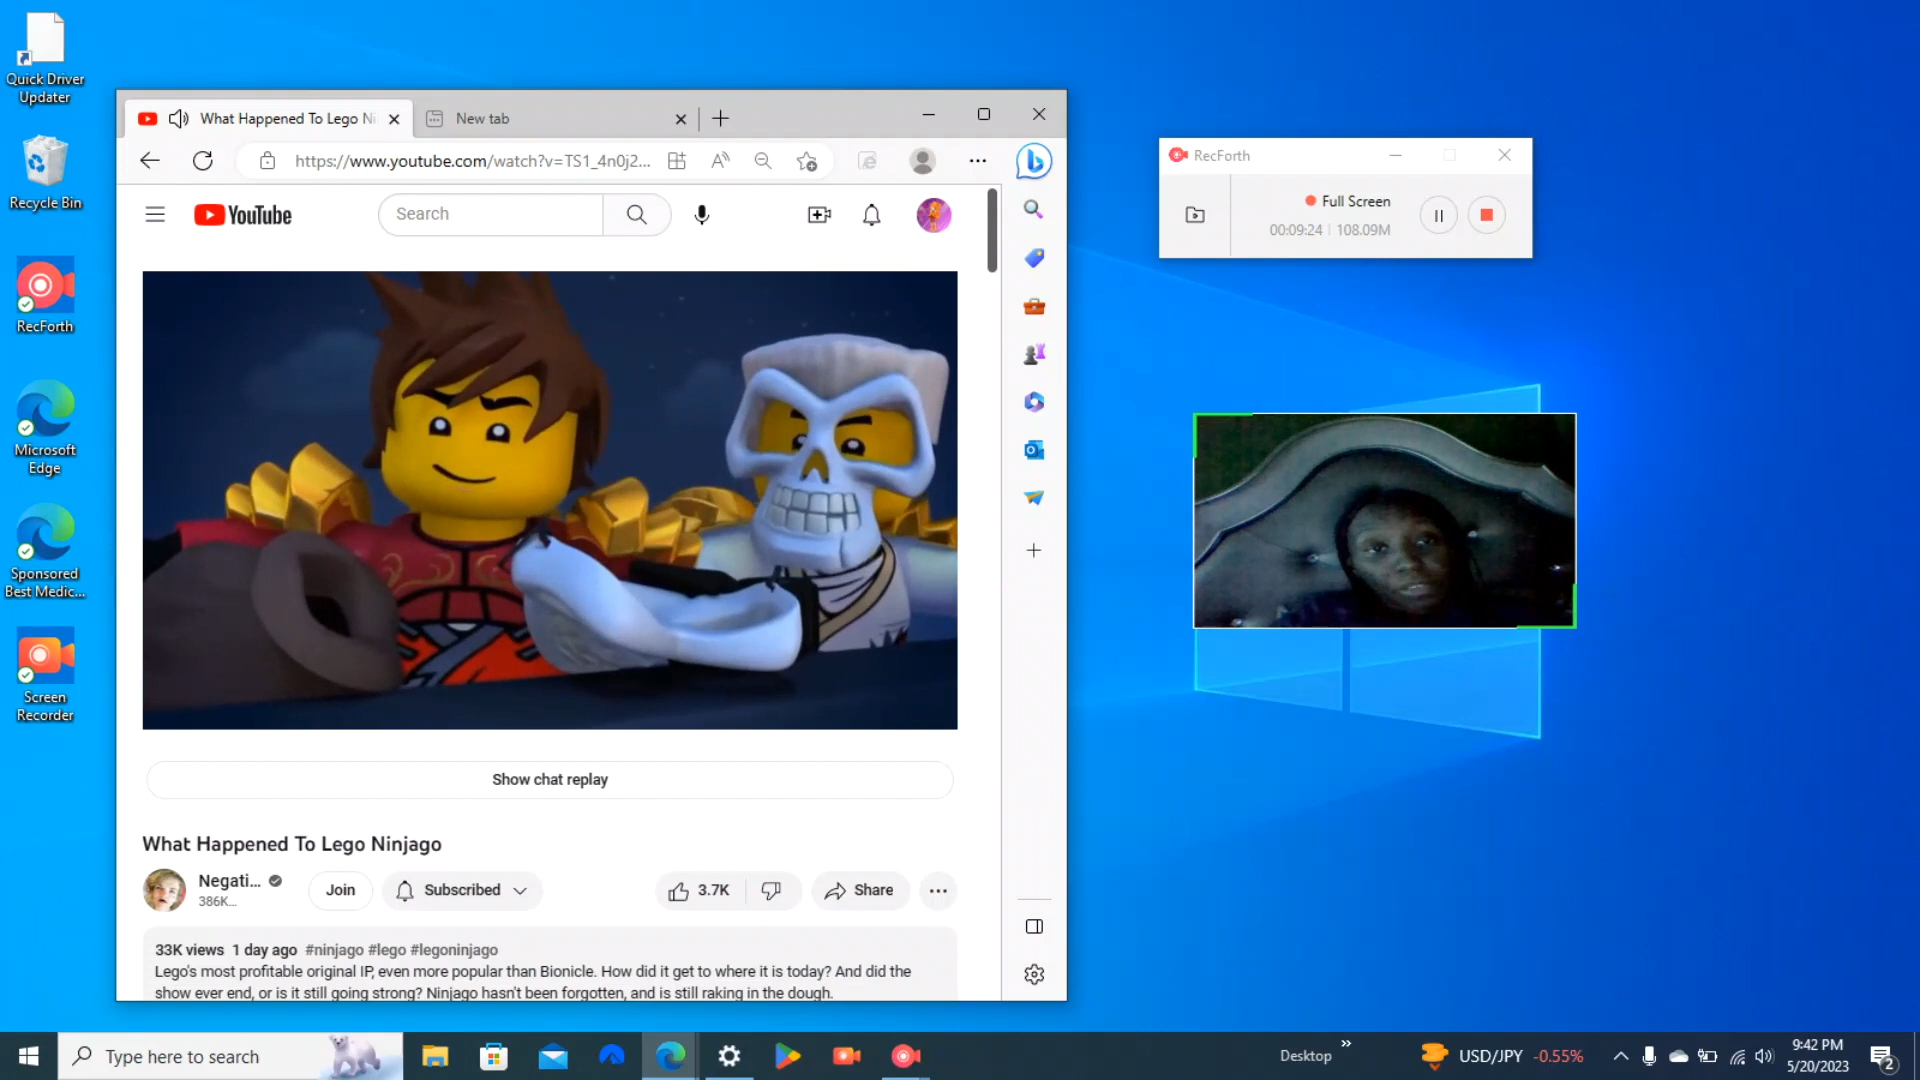 Quick Driver
Updater
Recycle Bin
RecForth
Microsoft
Edge
Sponsored
Best Medic...
Screen
Recorder
What Happened To Lego Ni
New tab
https://www.youtube.com/watch?v=TS1_4n0j2...
YouTube
Search
Show chat replay
What Happened To Lego Ninjago
Negati...
386K...
Join
Subscribed
3.7K
Share
33K views 1 day ago #ninjago #lego #legoninjago
Lego's most profitable original IP, even more popular than Bionicle. How did it get to where it is today? And did the
show ever end, or is it still going strong? Ninjago hasn't been forgotten, and is still raking in the dough.
RecForth
Full Screen
00:09:24 | 108.09M
Type here to search
Desktop
USD/JPY -0.55%
9:42 PM
5/20/2023
2